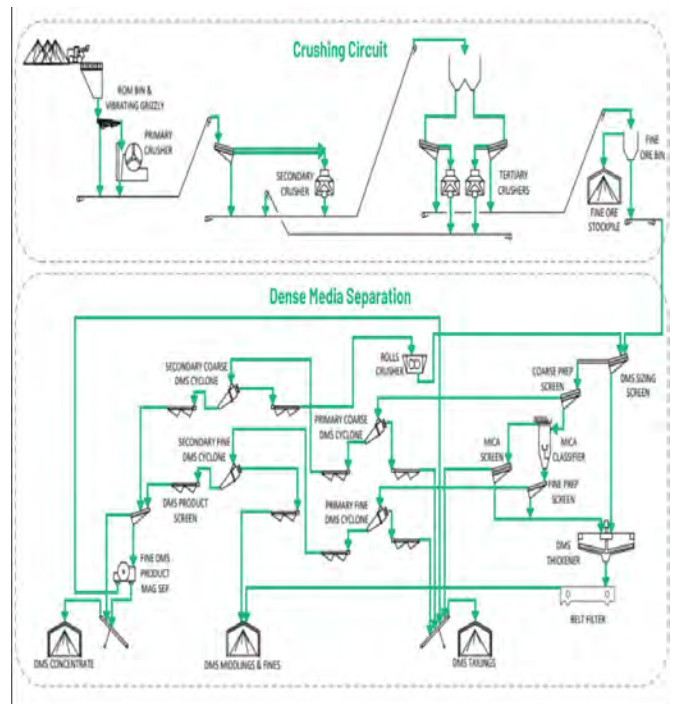 Crushing Circuit
ROM BIN &
VIBRATING GRIZZLY
PRIMARY
CRUSHER
SECONDARY
CRUSHER
TERTIARY
CRUSHERS
FINE
ORE BIN
FINE ORE
STOCKPILE
Dense Media Separation
SECONDARY COARSE
DMS CYCLONE
ROLLS
CRUSHER
COARSE PREP
SCREEN
DMS SIZING
SCREEN
PRIMARY COARSE
DMS CYCLONE
SECONDARY FINE
DMS CYCLONE
MICA
SCREEN
MICA
CLASSIFIER
FINE PREP
SCREEN
DMS PRODUCT
SCREEN
PRIMARY FINE
DMS CYCLONE
DMS
THICKENER
FINE DMS
PRODUCT
MAG SEP
BELT FILTER
DMS CONCENTRATE
DMS MIDDLINGS & FINES
DMS TAILINGS